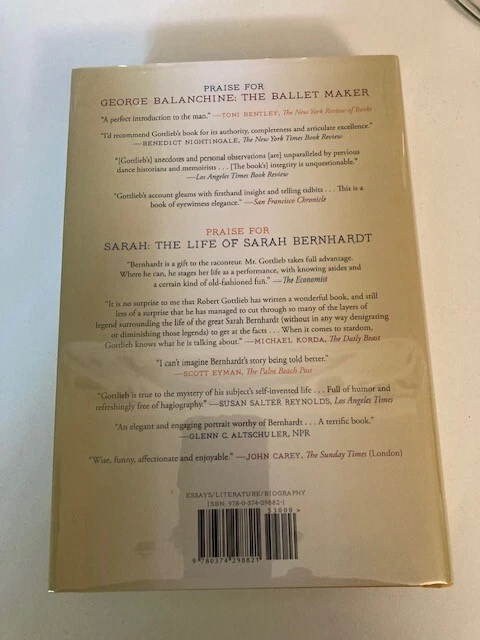 PRAISE FOR
GEORGE BALANCHINE: THE BALLET MAKER
"A perfect introduction to the man." —TONI BENTLEY, The New York Review of Books
"I'd recommend Gottlieb's book for its authority, completeness and articulate excellence."
—BENEDICT NIGHTINGALE, The New York Times Book Review
"[Gottlieb's] anecdotes and personal observations [are] unparalleled by previous
dance historians and memoirists . . . [The book's] integrity is unquestionable."
—Los Angeles Times Book Review
"Gottlieb's account gleams with firsthand insight and telling tidbits . . . This is a
book of eyewitness elegance." —San Francisco Chronicle
PRAISE FOR
SARAH: THE LIFE OF SARAH BERNHARDT
"Bernhardt is a gift to the raconteur. Mr. Gottlieb takes full advantage.
Where he can, he stages her life as a performance, with knowing asides and
a certain kind of old-fashioned fun." —The Economist
"It is no surprise to me that Robert Gottlieb has written a wonderful book, and still
less of a surprise that he has managed to cut through so many of the layers of
legend surrounding the life of the great Sarah Bernhardt (without in any way denigrating
or diminishing those legends) to get at the facts . . . When it comes to stardom,
Gottlieb knows what he is talking about." —MICHAEL KORDA, The Daily Beast
"I can't imagine Bernhardt's story being told better."
—SCOTT EYMAN, The Palm Beach Post
"Gottlieb is true to the mystery of his subject's self-invented life . . . Full of humor and
refreshingly free of hagiography." —SUSAN SALTER REYNOLDS, Los Angeles Times
"An elegant and engaging portrait worthy of Bernhardt . . . A terrific book."
—GLENN C. ALTSCHULER, NPR
"Wise, funny, affectionate and enjoyable." —JOHN CAREY, The Sunday Times (London)
ESSAYS/LITERATURE/BIOGRAPHY
ISBN 978-0-374-29882-1
53000 >
9 780374 298821